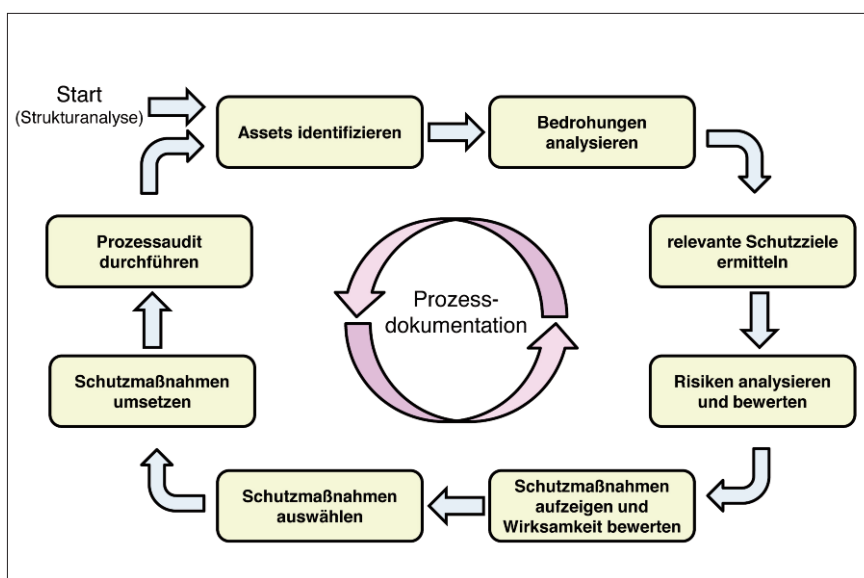 Start
(Strukturanalyse)
Assets identifizieren
Bedrohungen
analysieren
relevante Schutzziele
ermitteln
Risiken analysieren
und bewerten
Schutzmaßnahmen
aufzeigen und
Wirksamkeit bewerten
Schutzmaßnahmen
auswählen
Schutzmaßnahmen
umsetzen
Prozessaudit
durchführen
Prozess-
dokumentation